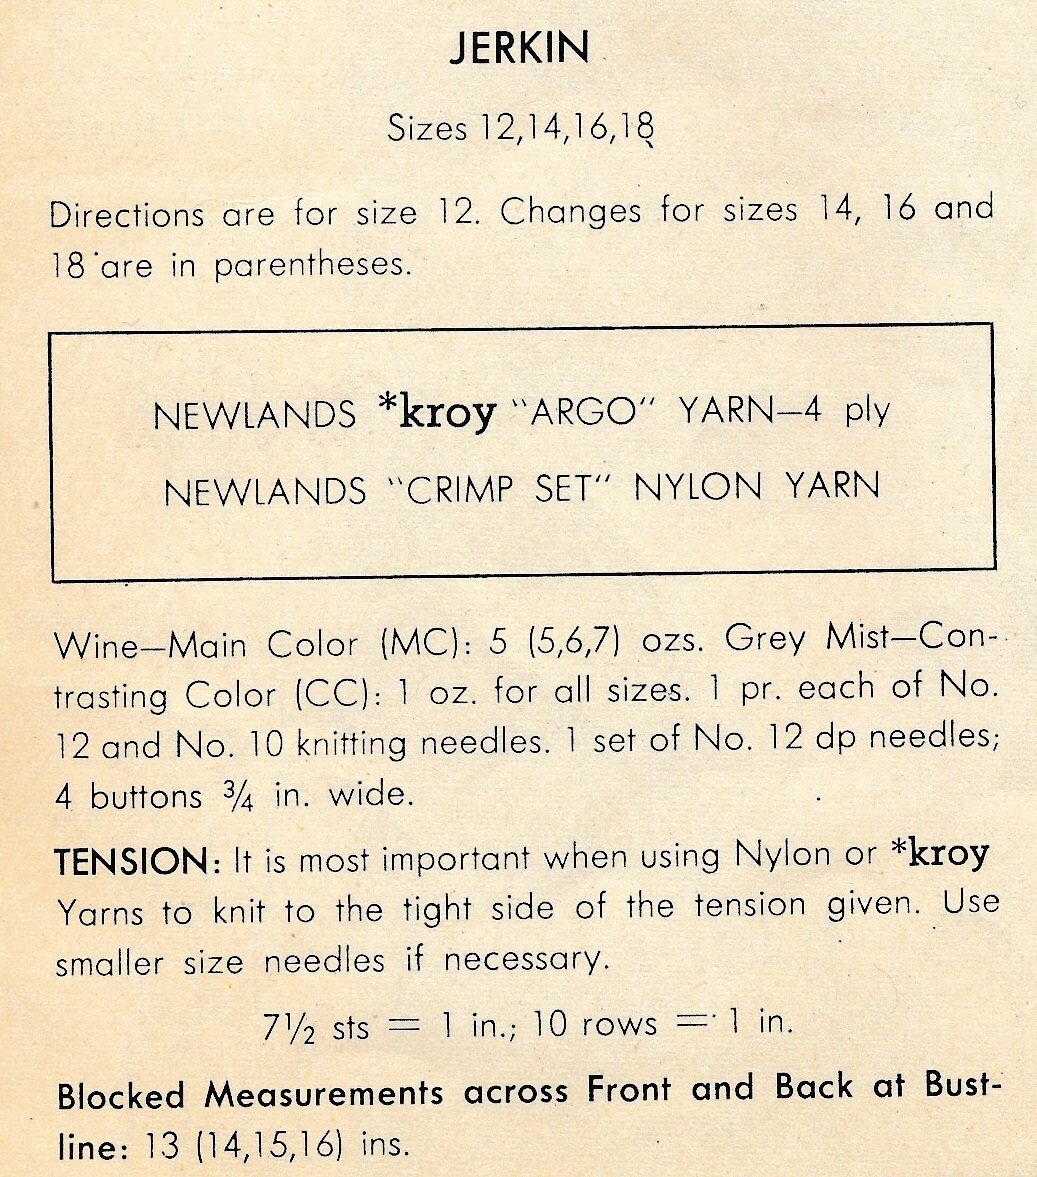 JERKIN
Sizes 12,14,16,18
Directions are for size 12. Changes for sizes 14, 16 and
18 are in parentheses.
NEWLANDS *kroy "ARGO" YARN—4 ply
NEWLANDS "CRIMP SET" NYLON YARN
Wine—Main Color (MC): 5 (5,6,7) ozs. Grey Mist—Con-
trasting Color (CC): 1 oz. for all sizes. 1 pr. each of No.
12 and No. 10 knitting needles. 1 set of No. 12 dp needles;
4 buttons ¾ in. wide.
TENSION: It is most important when using Nylon or *kroy
Yarns to knit to the tight side of the tension given. Use
smaller size needles if necessary.
7½ sts = 1 in.; 10 rows = 1 in.
Blocked Measurements across Front and Back at Bust-
line: 13 (14,15,16) ins.